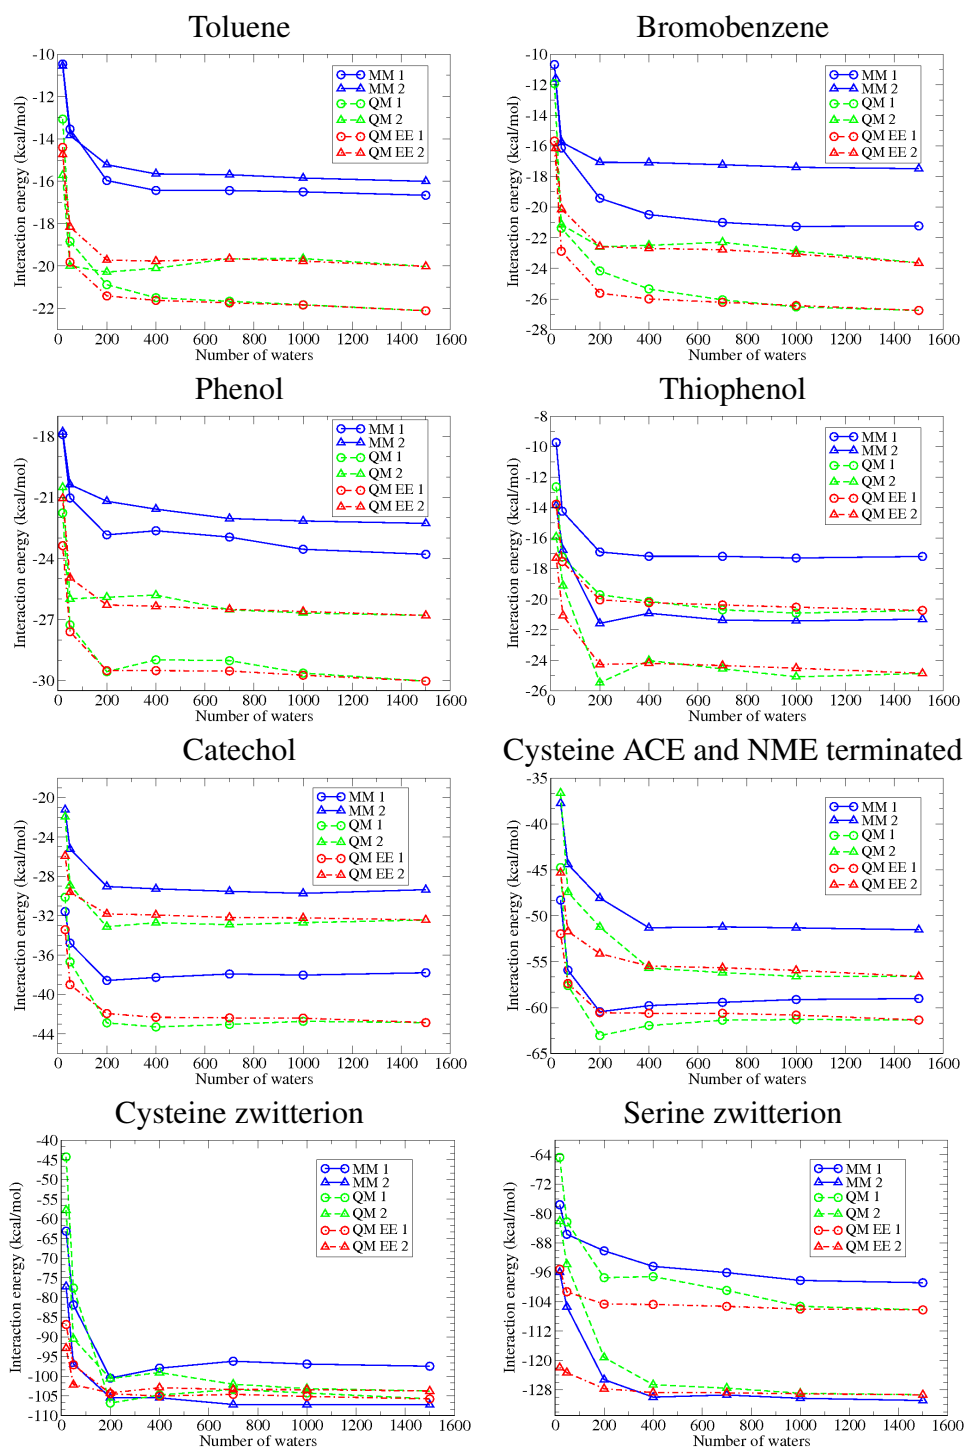 Toluene
Interaction energy (kcal/mol)
-10
-12
-14
-16
-18
-20
-22
0 200 400 600 800 1000 1200 1400 1600
Number of waters
MM 1
MM 2
QM 1
QM 2
QM EE 1
QM EE 2
Bromobenzene
Interaction energy (kcal/mol)
-10
-12
-14
-16
-18
-20
-22
-24
-26
-28
0 200 400 600 800 1000 1200 1400 1600
Number of waters
MM 1
MM 2
QM 1
QM 2
QM EE 1
QM EE 2
Phenol
Interaction energy (kcal/mol)
-18
-21
-24
-27
-30
0 200 400 600 800 1000 1200 1400 1600
Number of waters
MM 1
MM 2
QM 1
QM 2
QM EE 1
QM EE 2
Thiophenol
Interaction energy (kcal/mol)
-8
-10
-12
-14
-16
-18
-20
-22
-24
-26
0 200 400 600 800 1000 1200 1400 1600
Number of waters
MM 1
MM 2
QM 1
QM 2
QM EE 1
QM EE 2
Catechol
Interaction energy (kcal/mol)
-20
-24
-28
-32
-36
-40
-44
0 200 400 600 800 1000 1200 1400 1600
Number of waters
MM 1
MM 2
QM 1
QM 2
QM EE 1
QM EE 2
Cysteine ACE and NME terminated
Interaction energy (kcal/mol)
-35
-40
-45
-50
-55
-60
-65
0 200 400 600 800 1000 1200 1400 1600
Number of waters
MM 1
MM 2
QM 1
QM 2
QM EE 1
QM EE 2
Cysteine zwitterion
Interaction energy (kcal/mol)
-40
-45
-50
-55
-60
-65
-70
-75
-80
-85
-90
-95
-100
-105
-110
0 200 400 600 800 1000 1200 1400 1600
Number of waters
MM 1
MM 2
QM 1
QM 2
QM EE 1
QM EE 2
Serine zwitterion
Interaction energy (kcal/mol)
-64
-72
-80
-88
-96
-104
-112
-120
-128
0 200 400 600 800 1000 1200 1400 1600
Number of waters
MM 1
MM 2
QM 1
QM 2
QM EE 1
QM EE 2